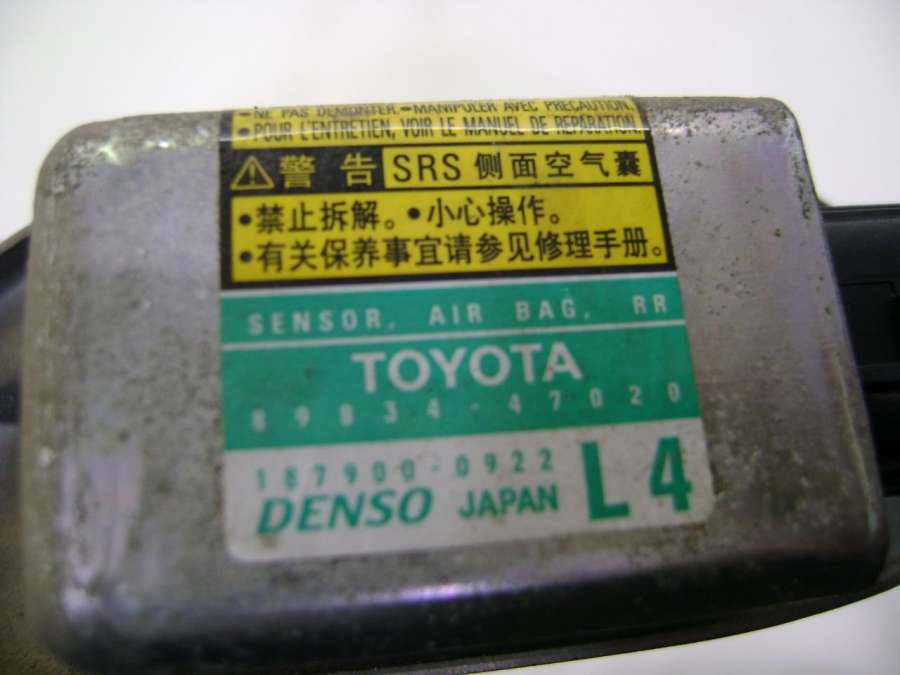 • NE PAS DEMONTER. • MANIPULER AVEC PRECAUTION
• POUR L'ENTRETIEN, VOIR LE MANUEL DE REPARATION.
警告 SRS 侧面空气囊
• 禁止拆解。 • 小心操作。
• 有关保养事宜请参见修理手册。
SENSOR, AIR BAG, RR
TOYOTA
89834-47020
187900-0922
DENSO JAPAN L4